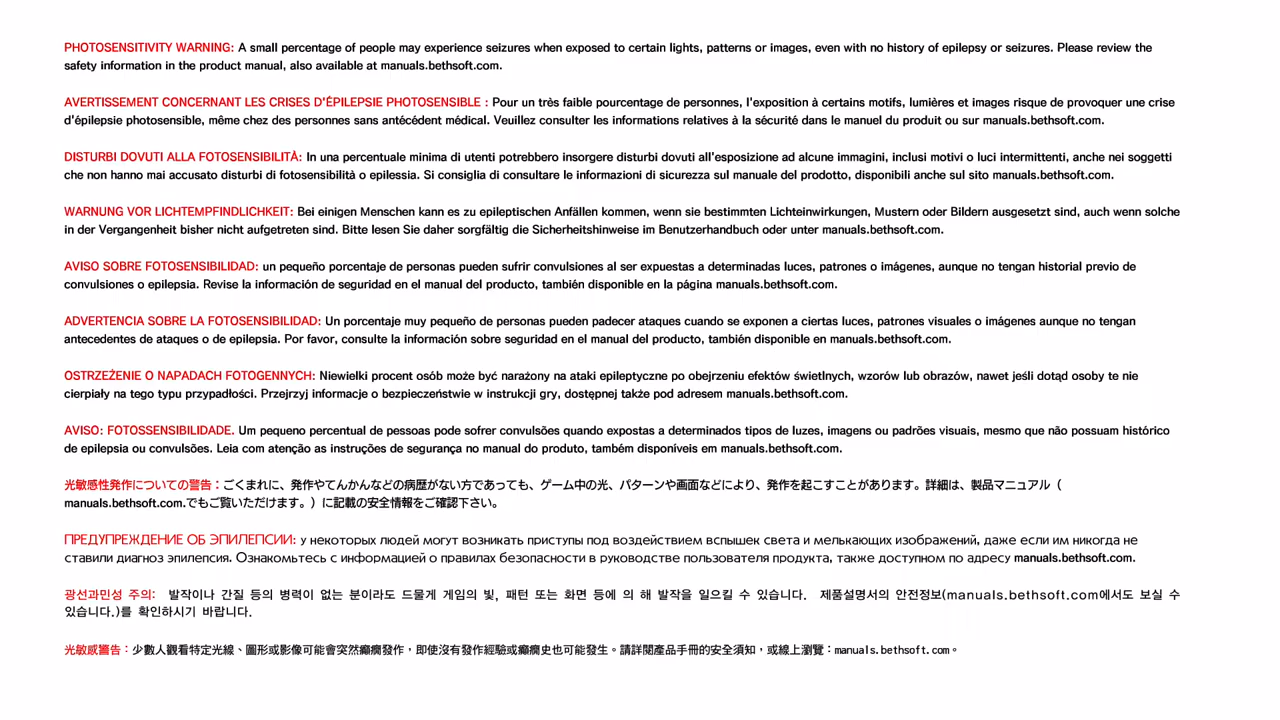 PHOTOSENSITIVITY WARNING: A small percentage of people may experience seizures when exposed to certain lights, patterns or images, even with no history of epilepsy or seizures. Please review the
safety information in the product manual, also available at manuals.bethsoft.com.
AVERTISSEMENT CONCERNANT LES CRISES D'ÉPILEPSIE PHOTOSENSIBLE : Pour un très faible pourcentage de personnes, l'exposition à certains motifs, lumières et images risque de provoquer une crise
d'épilepsie photosensible, même chez des personnes sans antécédent médical. Veuillez consulter les informations relatives à la sécurité dans le manuel du produit ou sur manuals.bethsoft.com.
DISTURBI DOVUTI ALLA FOTOSENSIBILITÀ: In una percentuale minima di utenti potrebbero insorgere disturbi dovuti all'esposizione ad alcune immagini, inclusi motivi o luci intermittenti, anche nei soggetti
che non hanno mai accusato disturbi di fotosensibilità o epilessia. Si consiglia di consultare le informazioni di sicurezza sul manuale del prodotto, disponibili anche sul sito manuals.bethsoft.com.
WARNUNG VOR LICHTEMPFINDLICHKEIT: Bei einigen Menschen kann es zu epileptischen Anfällen kommen, wenn sie bestimmten Lichteinwirkungen, Mustern oder Bildern ausgesetzt sind, auch wenn solche
in der Vergangenheit bisher nicht aufgetreten sind. Bitte lesen Sie daher sorgfältig die Sicherheitshinweise im Benutzerhandbuch oder unter manuals.bethsoft.com.
AVISO SOBRE FOTOSENSIBILIDAD: un pequeño porcentaje de personas pueden sufrir convulsiones al ser expuestas a determinadas luces, patrones o imágenes, aunque no tengan historial previo de
convulsiones o epilepsia. Revise la información de seguridad en el manual del producto, también disponible en la página manuals.bethsoft.com.
ADVERTENCIA SOBRE LA FOTOSENSIBILIDAD: Un porcentaje muy pequeño de personas pueden padecer ataques cuando se exponen a ciertas luces, patrones visuales o imágenes aunque no tengan
antecedentes de ataques o de epilepsia. Por favor, consulte la información sobre seguridad en el manual del producto, también disponible en manuals.bethsoft.com.
OSTRZEŻENIE O NAPADACH FOTOGENNYCH: Niewielki procent osób może być narażony na ataki epileptyczne po obejrzeniu efektów świetlnych, wzorów lub obrazów, nawet jeśli dotąd osoby te nie
cierpiały na tego typu przypadłości. Przejrzyj informacje o bezpieczeństwie w instrukcji gry, dostępnej także pod adresem manuals.bethsoft.com.
AVISO: FOTOSSENSIBILIDADE. Um pequeno percentual de pessoas pode sofrer convulsões quando expostas a determinados tipos de luzes, imagens ou padrões visuais, mesmo que não possuam histórico
de epilepsia ou convulsões. Leia com atenção as instruções de segurança no manual do produto, também disponíveis em manuals.bethsoft.com.
光敏感性発作についての警告：ごくまれに、発作やてんかんなどの病歴がない方であっても、ゲーム中の光、パターンや画面などにより、発作を起こすことがあります。詳細は、製品マニュアル（
manuals.bethsoft.com.でもご覧いただけます。）に記載の安全情報をご確認下さい。
ПРЕДУПРЕЖДЕНИЕ ОБ ЭПИЛЕПСИИ: у некоторых людей могут возникать приступы под воздействием вспышек света и мелькающих изображений, даже если им никогда не
ставили диагноз эпилепсия. Ознакомьтесь с информацией о правилах безопасности в руководстве пользователя продукта, также доступном по адресу manuals.bethsoft.com.
광선과민성 주의: 발작이나 간질 등의 병력이 없는 분이라도 드물게 게임의 빛, 패턴 또는 화면 등에 의 해 발작을 일으킬 수 있습니다. 제품설명서의 안전정보(manuals.bethsoft.com에서도 보실 수
있습니다.)를 확인하시기 바랍니다.
光敏感警告：少數人觀看特定光線、圖形或影像可能會突然癲癇發作，即使沒有發作經驗或癲癇史也可能發生。請詳閱產品手冊的安全須知，或線上瀏覽：manuals.bethsoft.com。